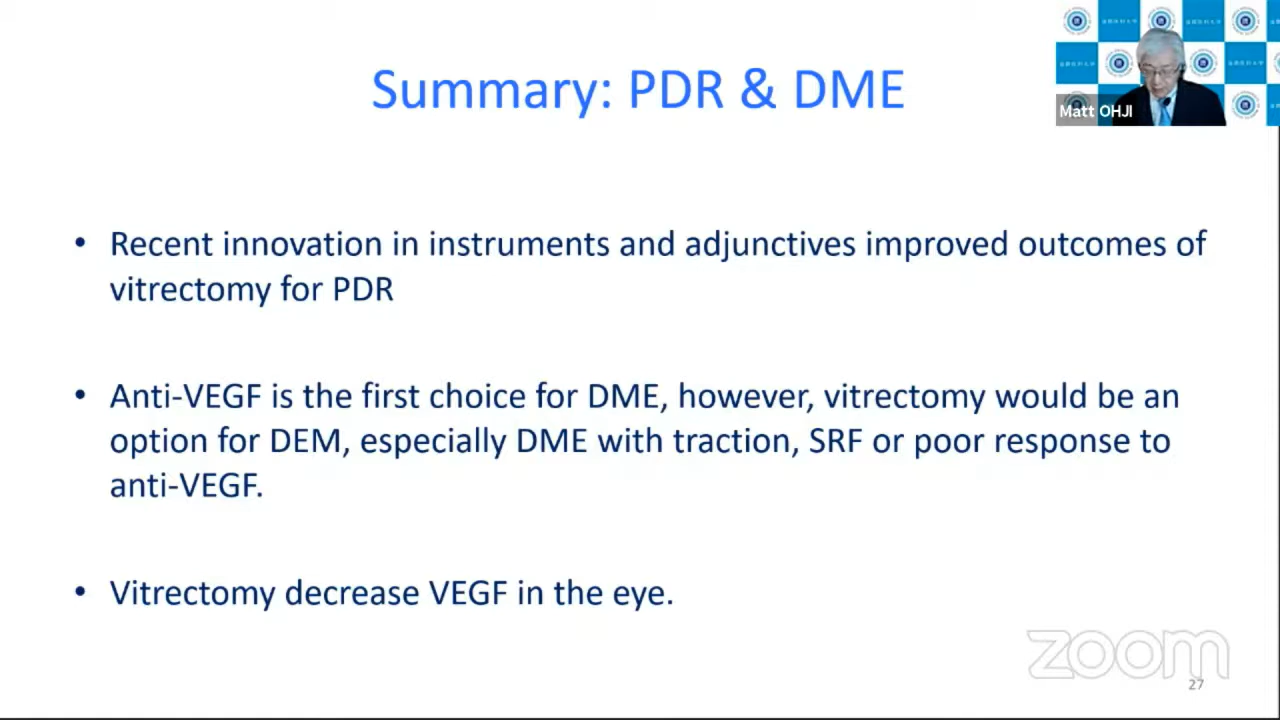 Summary: PDR & DME
Matt OHJI
• Recent innovation in instruments and adjunctives improved outcomes of
vitrectomy for PDR
• Anti-VEGF is the first choice for DME, however, vitrectomy would be an
option for DEM, especially DME with traction, SRF or poor response to
anti-VEGF.
• Vitrectomy decrease VEGF in the eye.
zoom
27